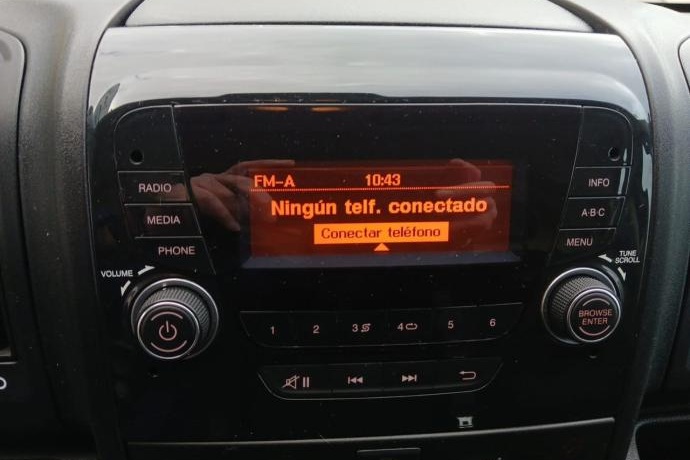 FM-A 10:43
Ningún telf. conectado
Conectar teléfono
RADIO
MEDIA
PHONE
INFO
A·B·C
MENU
VOLUME
TUNE
SCROLL
BROWSE
ENTER
1 2 3 4 5 6